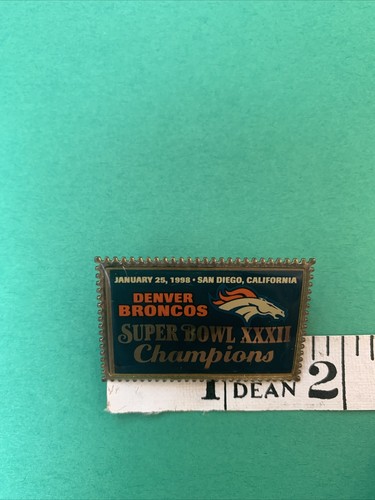 JANUARY 25, 1998 • SAN DIEGO, CALIFORNIA
DENVER
BRONCOS
SUPER BOWL XXXII
Champions
1 DEAN 2